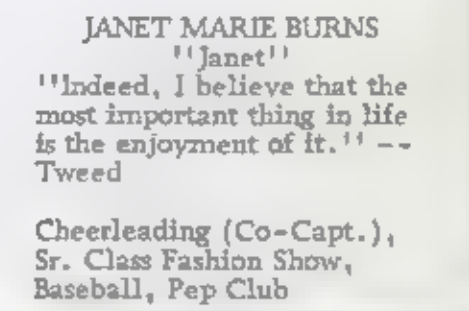 JANET MARIE BURNS
"Janet"
"Indeed, I believe that the
most important thing in life
is the enjoyment of it." --
Tweed
Cheerleading (Co-Capt.),
Sr. Class Fashion Show,
Baseball, Pep Club